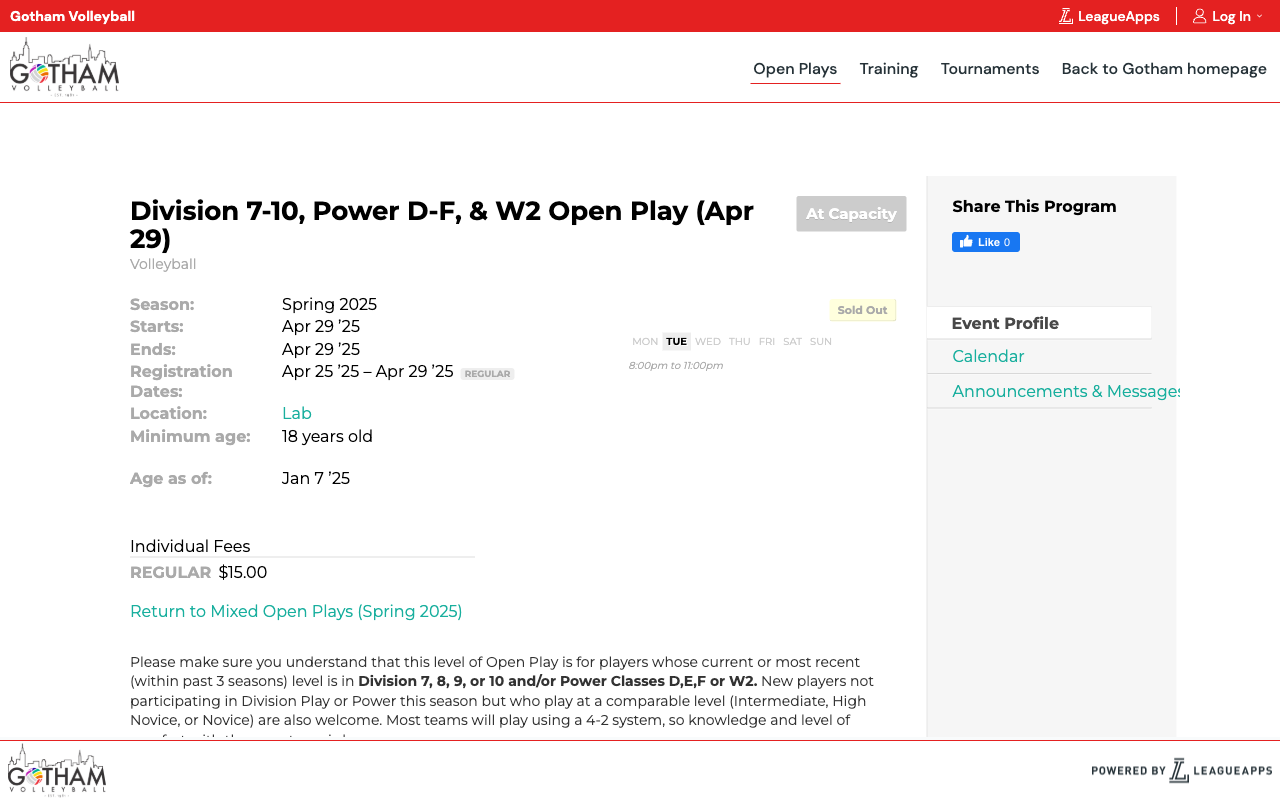 Gotham Volleyball
LeagueApps
Log In
GOTHAM
VOLLEYBALL
Open Plays
Training
Tournaments
Back to Gotham homepage
Division 7-10, Power D-F, & W2 Open Play (Apr
29)
At Capacity
Volleyball
Season: Spring 2025
Starts: Apr 29 ’25
Ends: Apr 29 ’25
Registration Apr 25 ’25 – Apr 29 ’25 REGULAR
Dates:
Location: Lab
Minimum age: 18 years old
Age as of: Jan 7 ’25
Sold Out
MON TUE WED THU FRI SAT SUN
8:00pm to 11:00pm
Individual Fees
REGULAR $15.00
Return to Mixed Open Plays (Spring 2025)
Please make sure you understand that this level of Open Play is for players whose current or most recent
(within past 3 seasons) level is in Division 7, 8, 9, or 10 and/or Power Classes D,E,F or W2. New players not
participating in Division Play or Power this season but who play at a comparable level (Intermediate, High
Novice, or Novice) are also welcome. Most teams will play using a 4-2 system, so knowledge and level of
Share This Program
Like 0
Event Profile
Calendar
Announcements & Messages
GOTHAM
VOLLEYBALL
POWERED BY LEAGUEAPPS